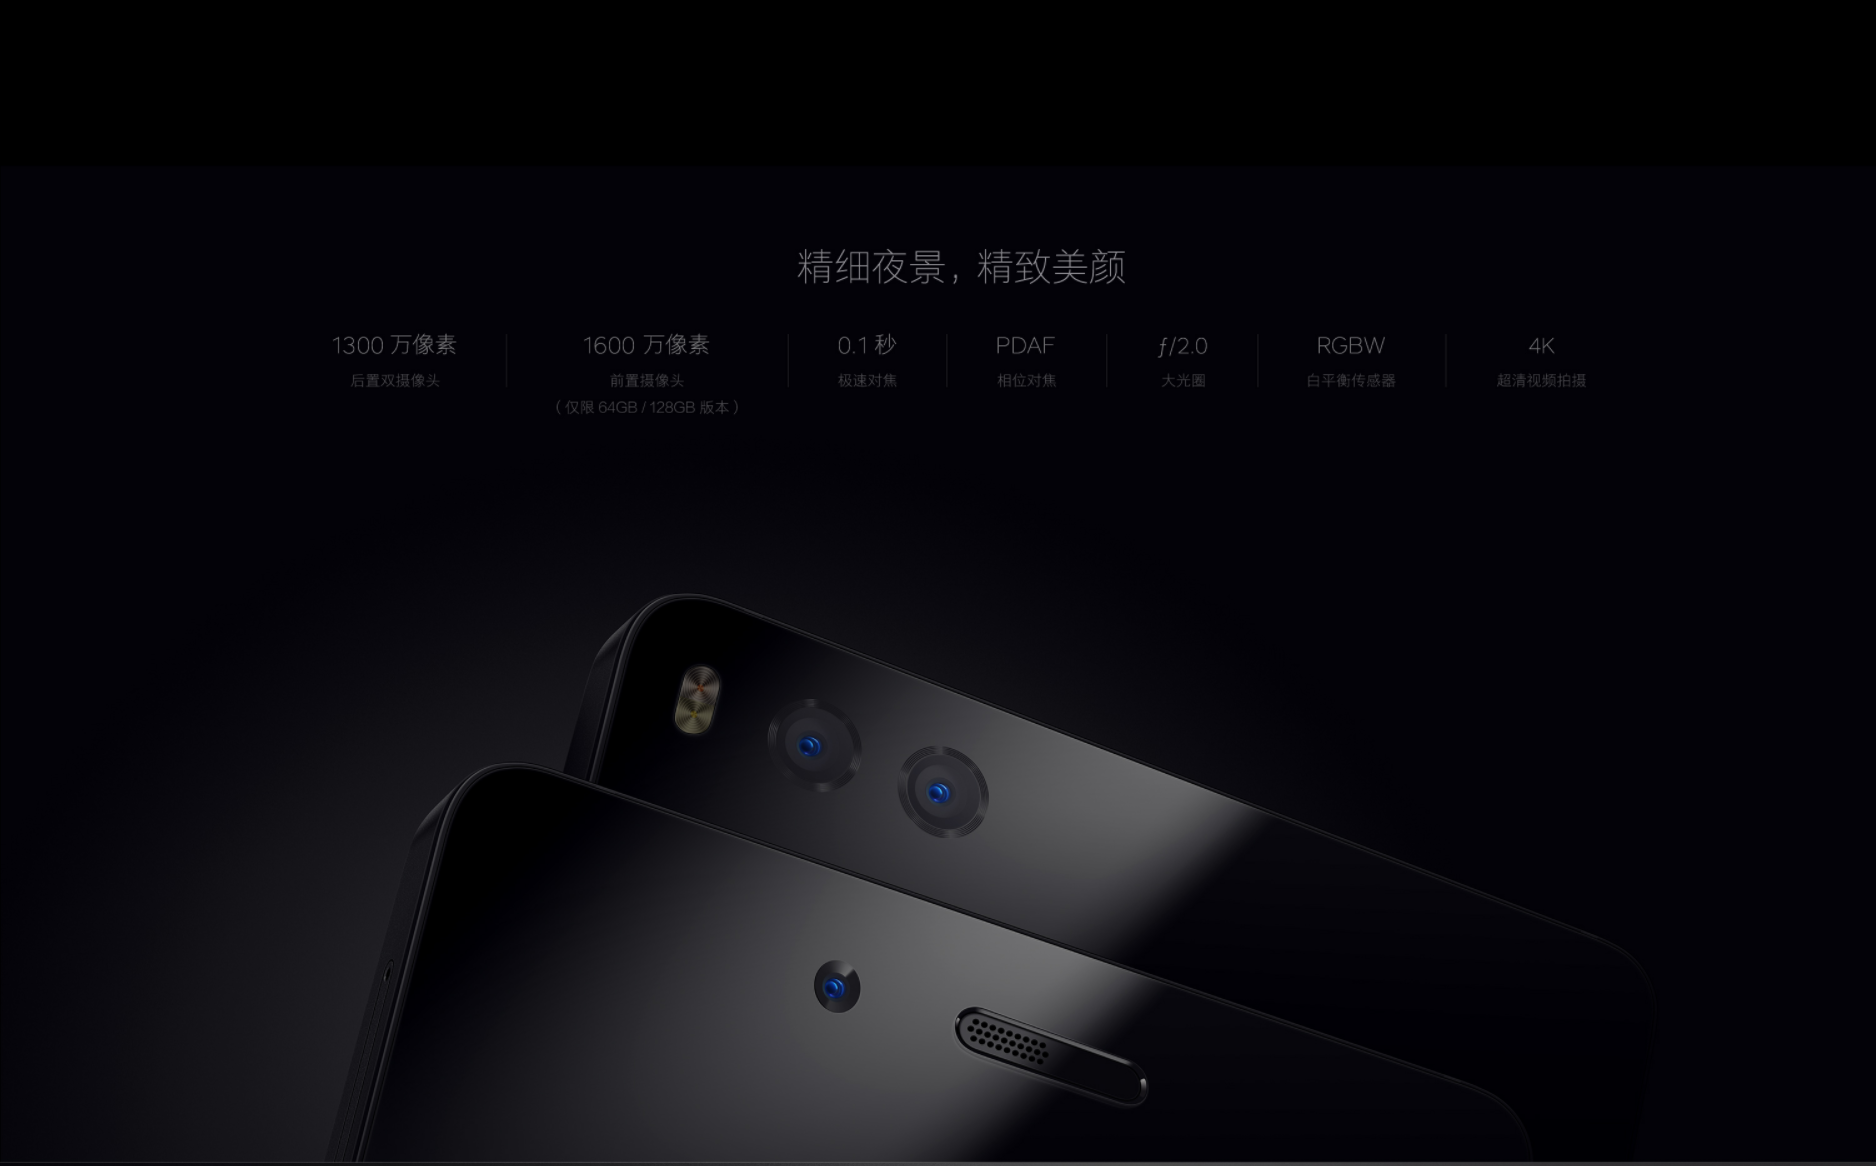 精细夜景，精致美颜
1300 万像素
后置双摄像头
1600 万像素
前置摄像头
（仅限 64GB / 128GB 版本）
0.1 秒
极速对焦
PDAF
相位对焦
ƒ/2.0
大光圈
RGBW
白平衡传感器
4K
超清视频拍摄